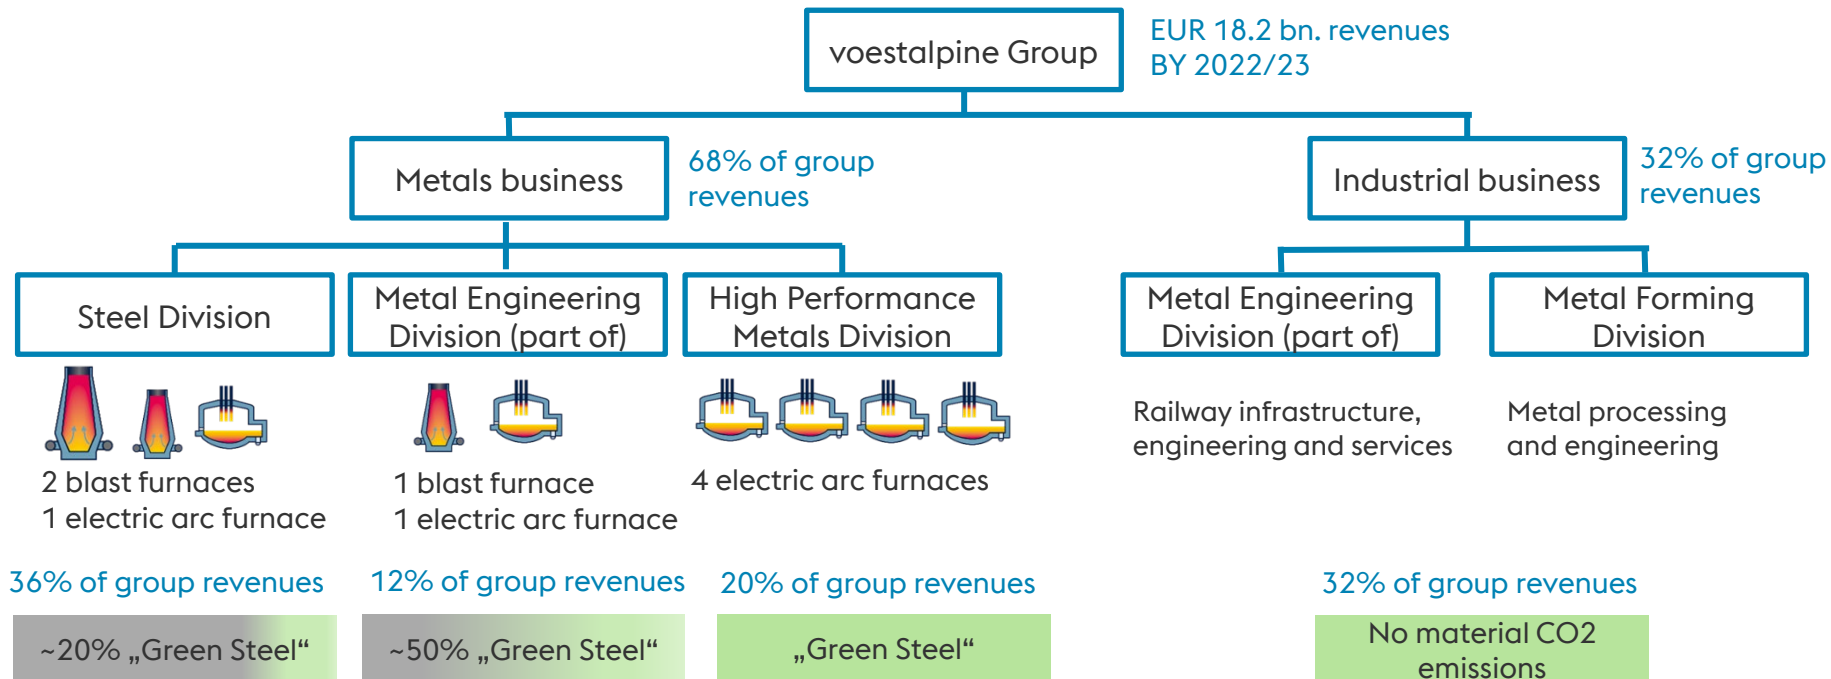 voestalpine Group
EUR 18.2 bn. revenues
BY 2022/23
Metals business
68% of group
revenues
Industrial business
32% of group
revenues
Steel Division
Metal Engineering
Division (part of)
High Performance
Metals Division
Metal Engineering
Division (part of)
Metal Forming
Division
2 blast furnaces
1 electric arc furnace
1 blast furnace
1 electric arc furnace
4 electric arc furnaces
Railway infrastructure,
engineering and services
Metal processing
and engineering
36% of group revenues
12% of group revenues
20% of group revenues
32% of group revenues
~20% „Green Steel“
~50% „Green Steel“
„Green Steel“
No material CO2
emissions